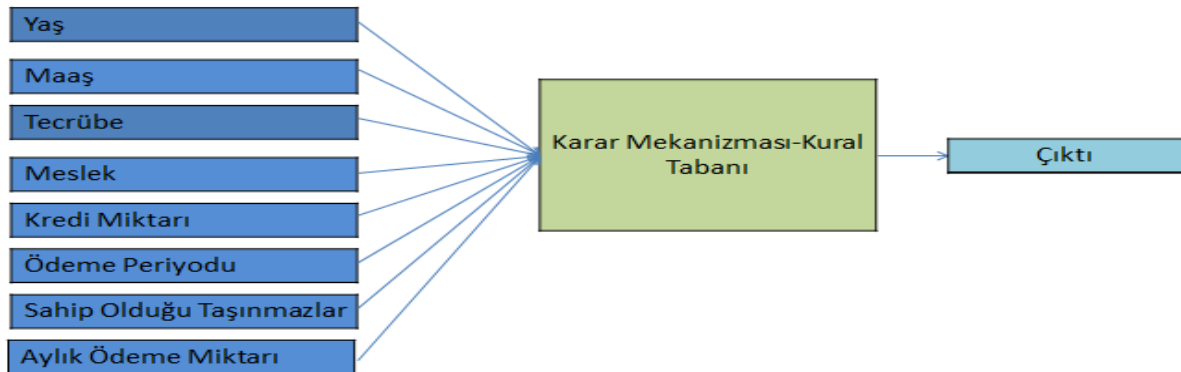 Yaş
Maaş
Tecrübe
Meslek
Kredi Miktarı
Ödeme Periyodu
Sahip Olduğu Taşınmazlar
Aylık Ödeme Miktarı
Karar Mekanizması-Kural
Tabanı
Çıktı